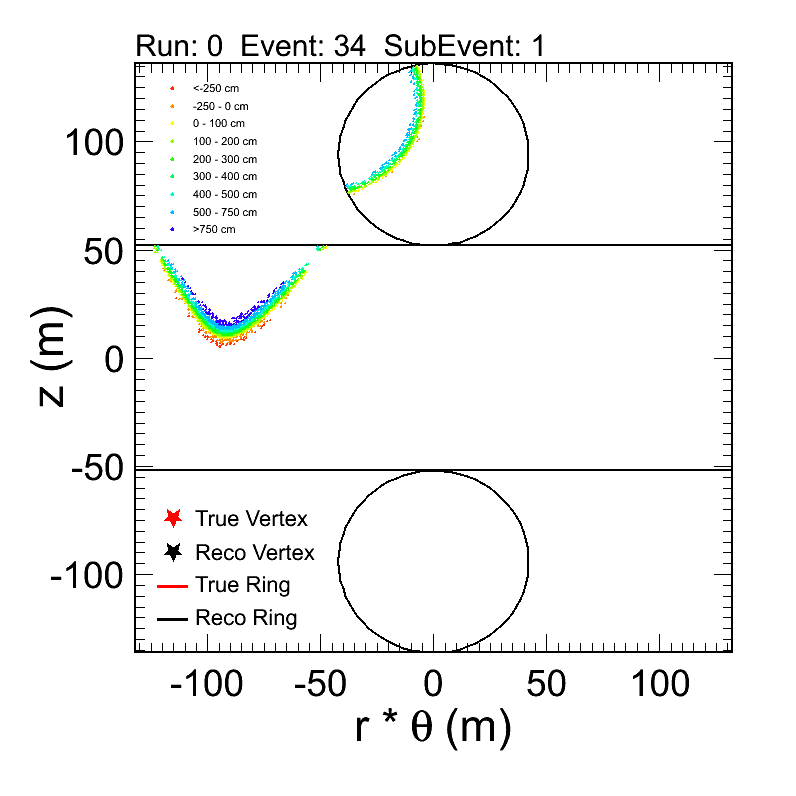 Run: 0  Event: 34  SubEvent: 1
<-250 cm
-250 - 0 cm
0 - 100 cm
100 - 200 cm
200 - 300 cm
300 - 400 cm
400 - 500 cm
500 - 750 cm
>750 cm
100
50
0
-50
-100
z (m)
True Vertex
Reco Vertex
True Ring
Reco Ring
-100 -50 0 50 100
r * θ (m)